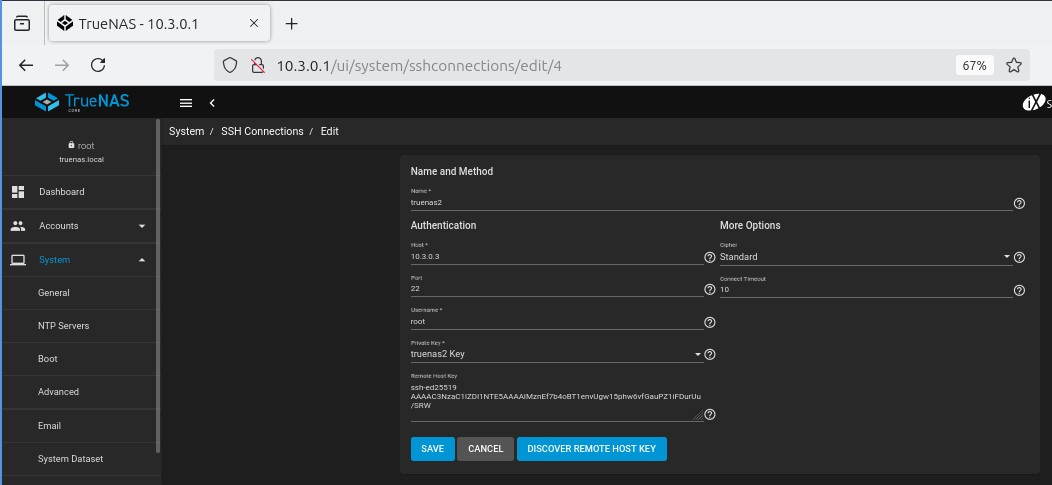 TrueNAS - 10.3.0.1
10.3.0.1/ui/system/sshconnections/edit/4
67%
TrueNAS
CORE
iX S
System / SSH Connections / Edit
root
truenas.local
Dashboard
Accounts
System
General
NTP Servers
Boot
Advanced
Email
System Dataset
Name and Method
Name *
truenas2
Authentication
Host *
10.3.0.3
Port
22
Username *
root
Private Key *
truenas2 Key
Remote Host Key
ssh-ed25519
/SRW
More Options
Cipher
Standard
Connect Timeout
10
SAVE CANCEL DISCOVER REMOTE HOST KEY